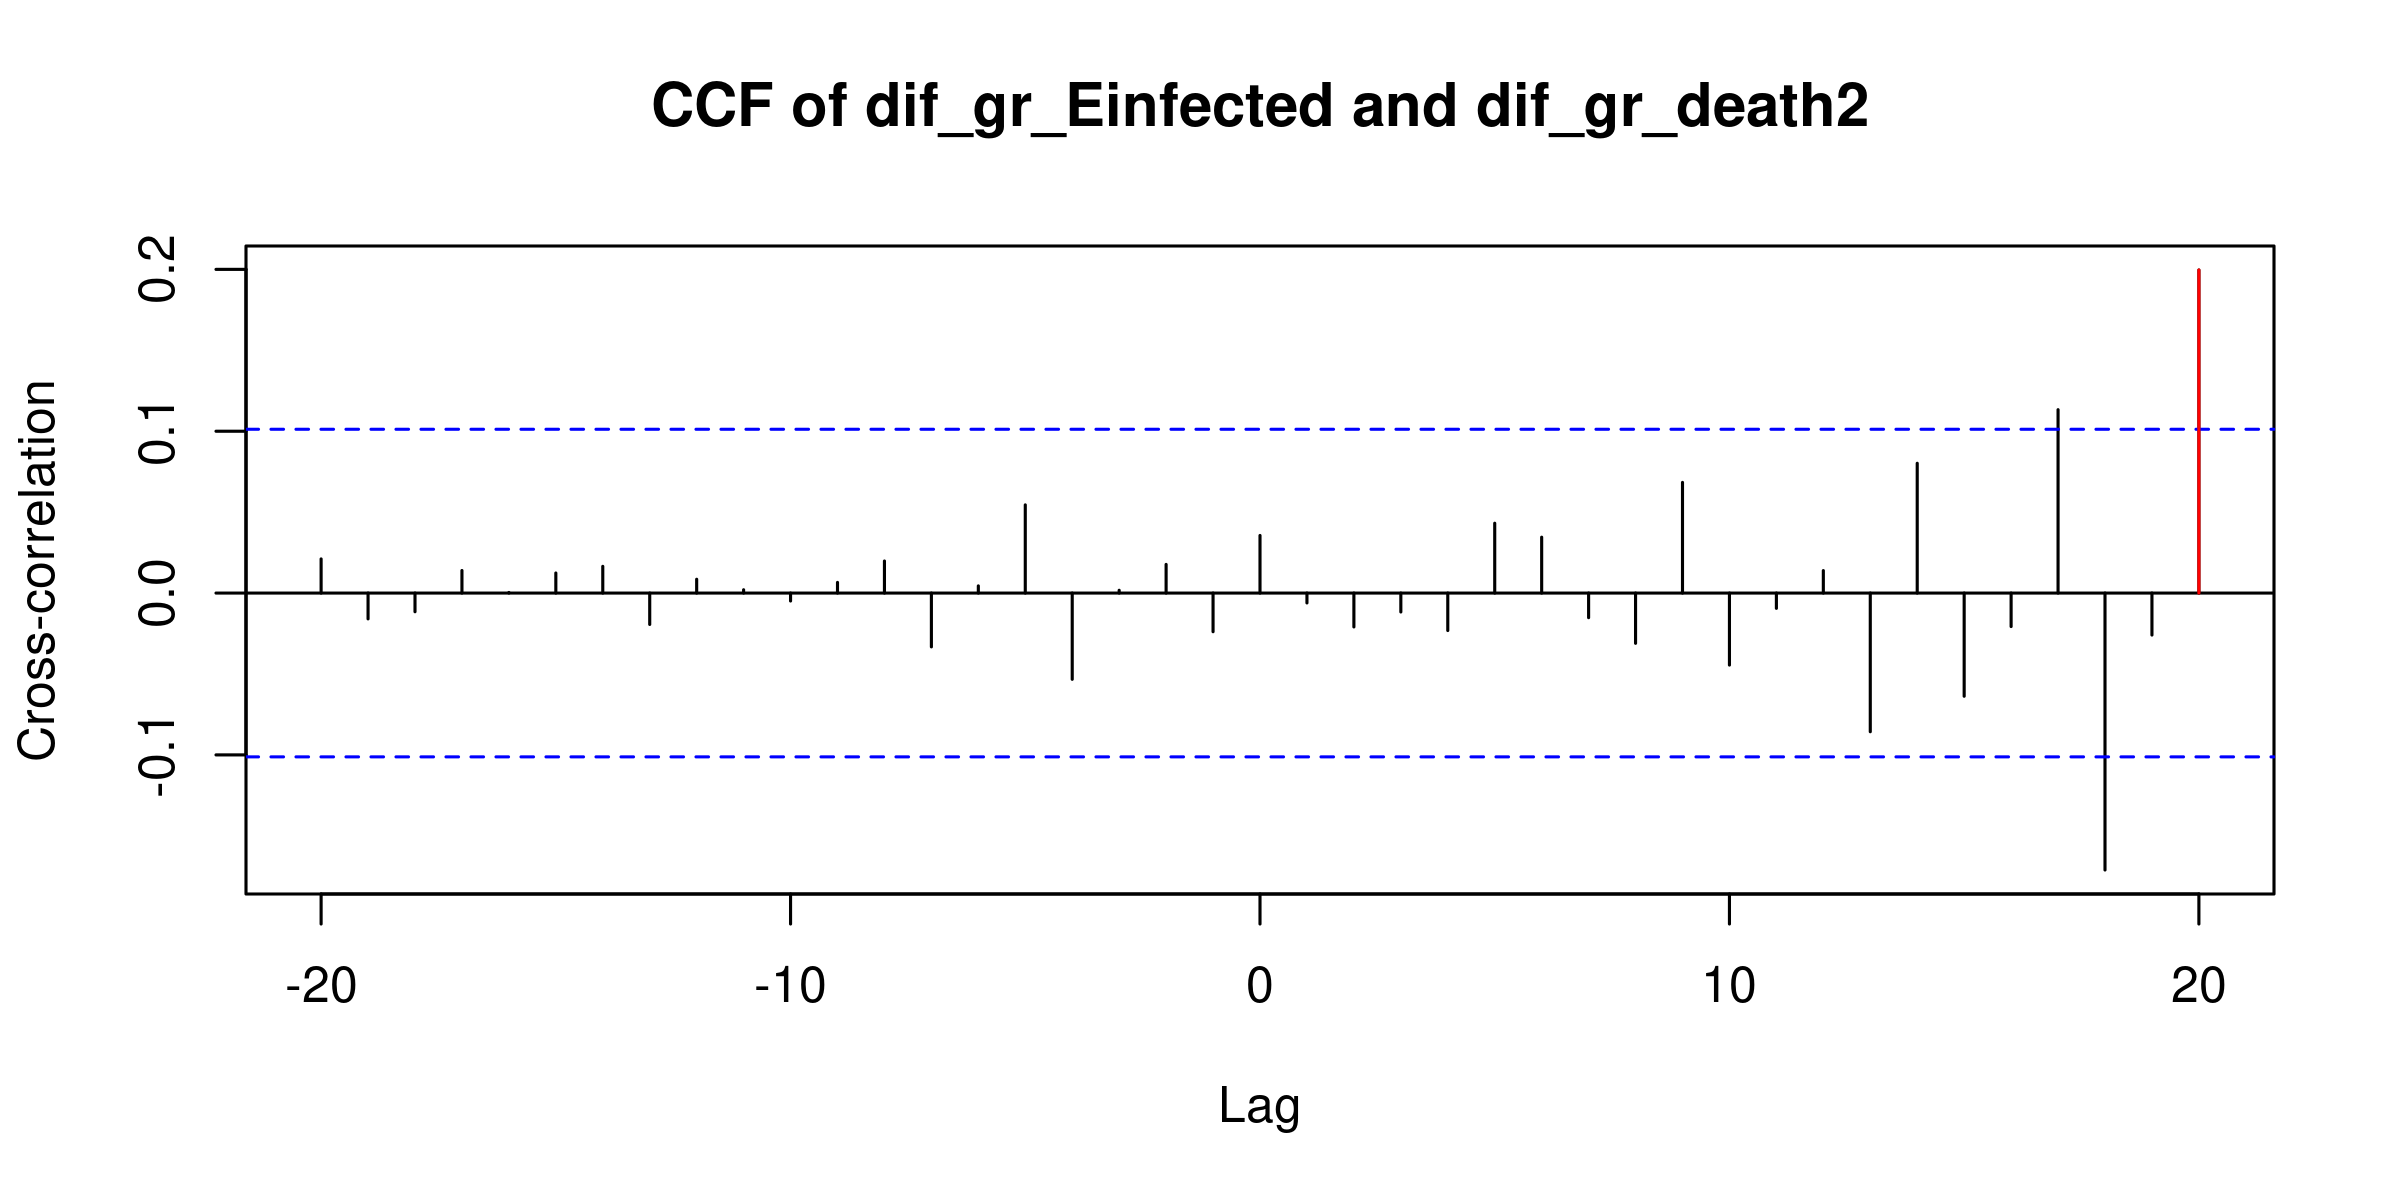 CCF of dif_gr_Einfected and dif_gr_death2
Cross-correlation
0.2
0.1
0.0
-0.1
-20 -10 0 10 20
Lag